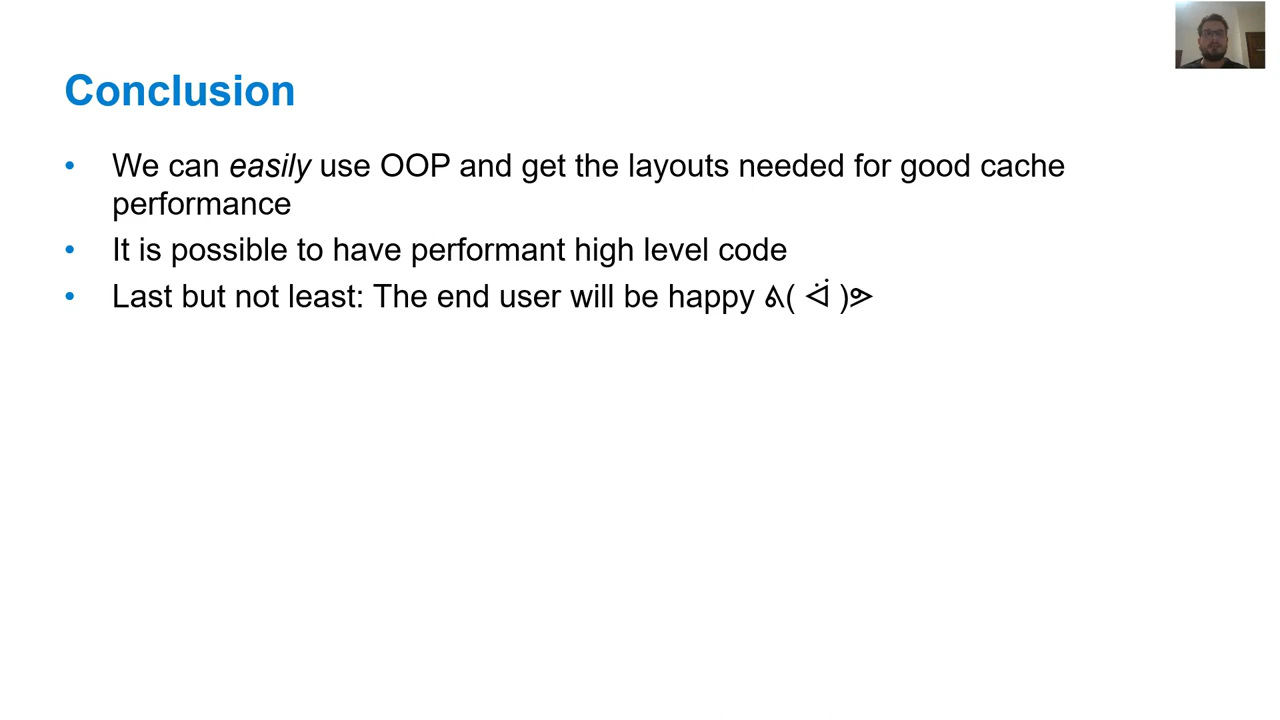 Conclusion
• We can easily use OOP and get the layouts needed for good cache
performance
• It is possible to have performant high level code
• Last but not least: The end user will be happy ᕕ( ᐛ )ᕗ